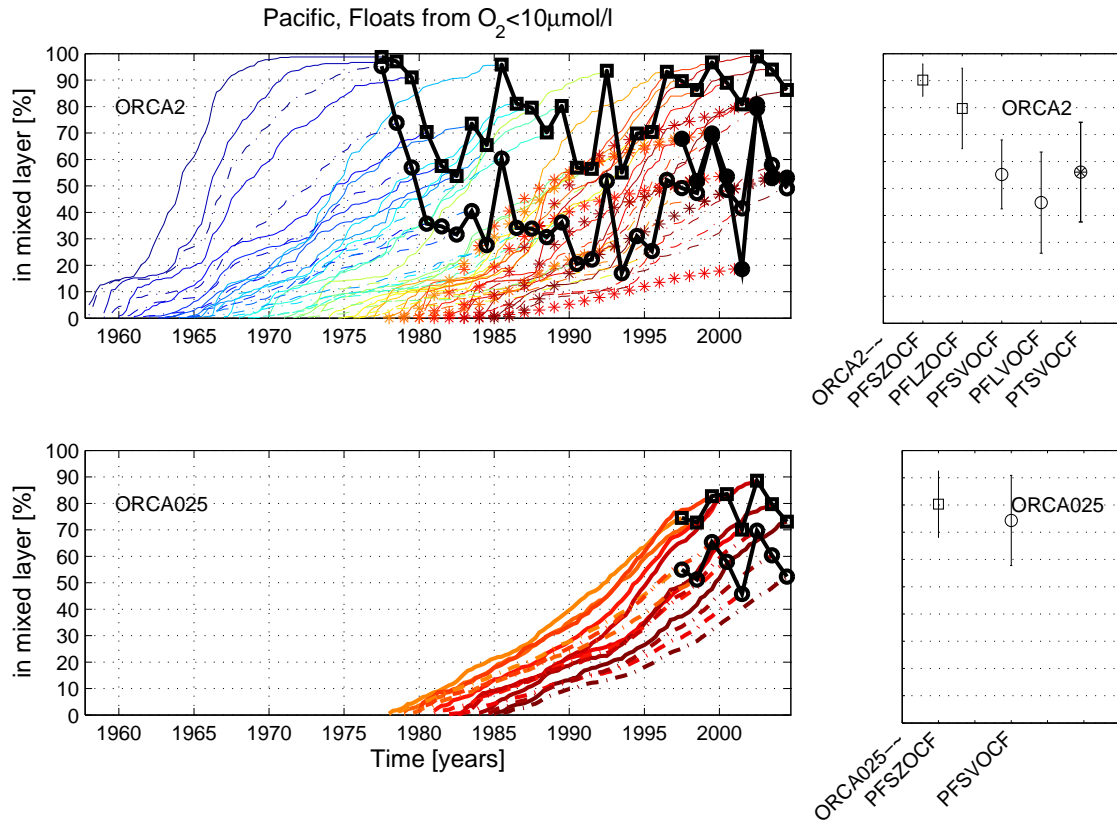 Pacific, Floats from O2<10μmol/l
in mixed layer [%]
100
90
80
70
60
50
40
30
20
10
0
ORCA2
1960
1965
1970
1975
1980
1985
1990
1995
2000
ORCA2
ORCA2−−~
PFSZOCF
PFLZOCF
PFSVOCF
PFLVOCF
PTSVOCF
in mixed layer [%]
100
90
80
70
60
50
40
30
20
10
0
ORCA025
1960
1965
1970
1975
1980
1985
1990
1995
2000
Time [years]
ORCA025
ORCA025−−~
PFSZOCF
PFSVOCF